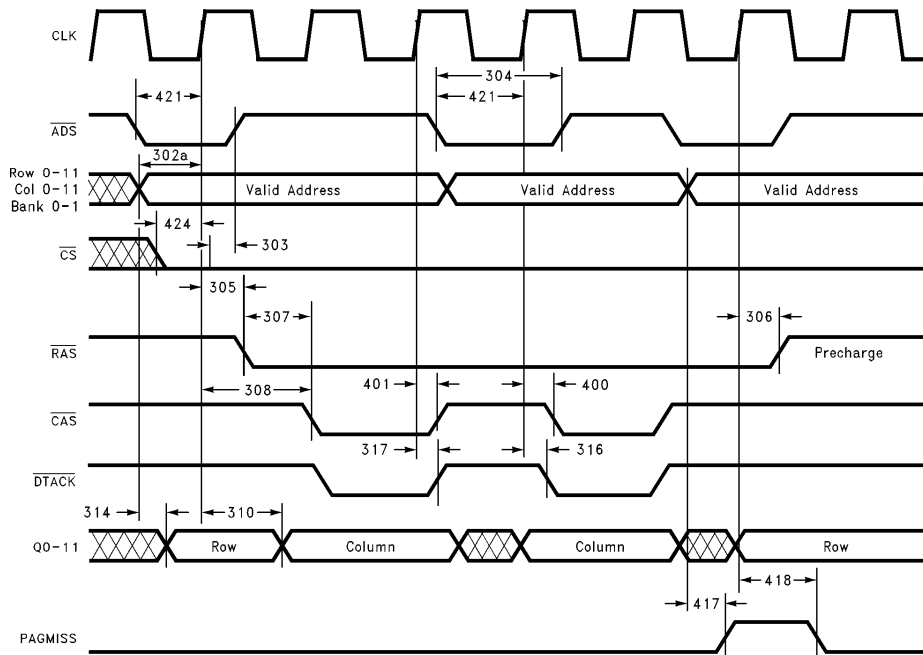 CLK
304
421
421
ADS
302a
Row 0-11
Col 0-11
Bank 0-1
Valid Address
Valid Address
Valid Address
424
303
CS
305
307
306
RAS
Precharge
308
401
400
CAS
317
316
DTACK
314
310
Q0-11
Row
Column
Column
Row
418
417
PAGMISS